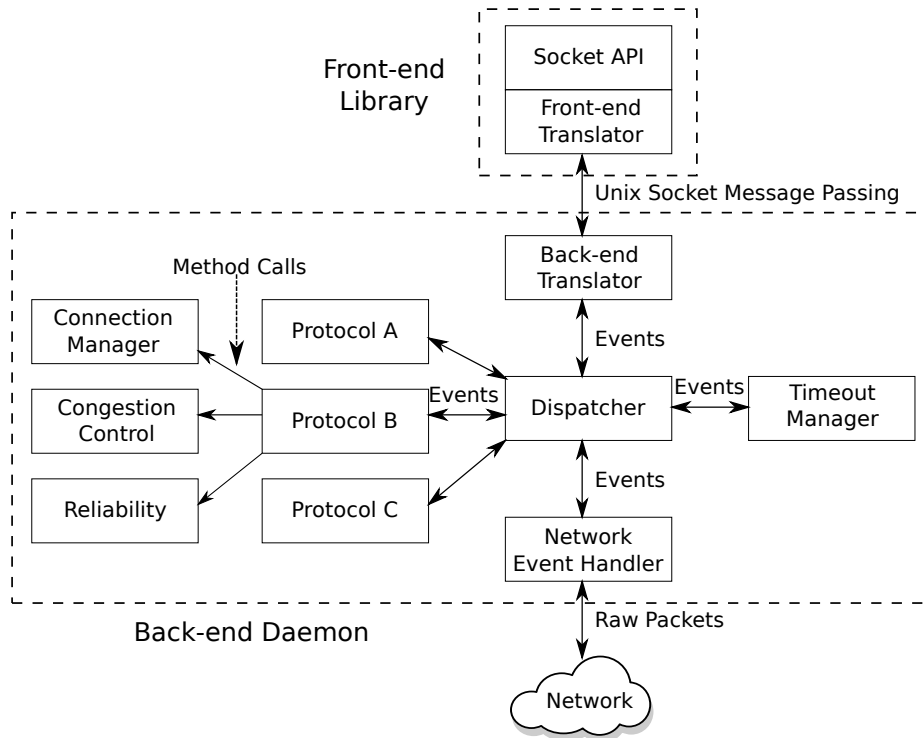 Socket API
Front-end
Library
Front-end
Translator
Unix Socket Message Passing
Back-end
Translator
Method Calls
Events
Connection
Manager
Protocol A
Events
Events
Congestion
Control
Protocol B
Dispatcher
Timeout
Manager
Reliability
Protocol C
Events
Network
Event Handler
Raw Packets
Back-end Daemon
Network